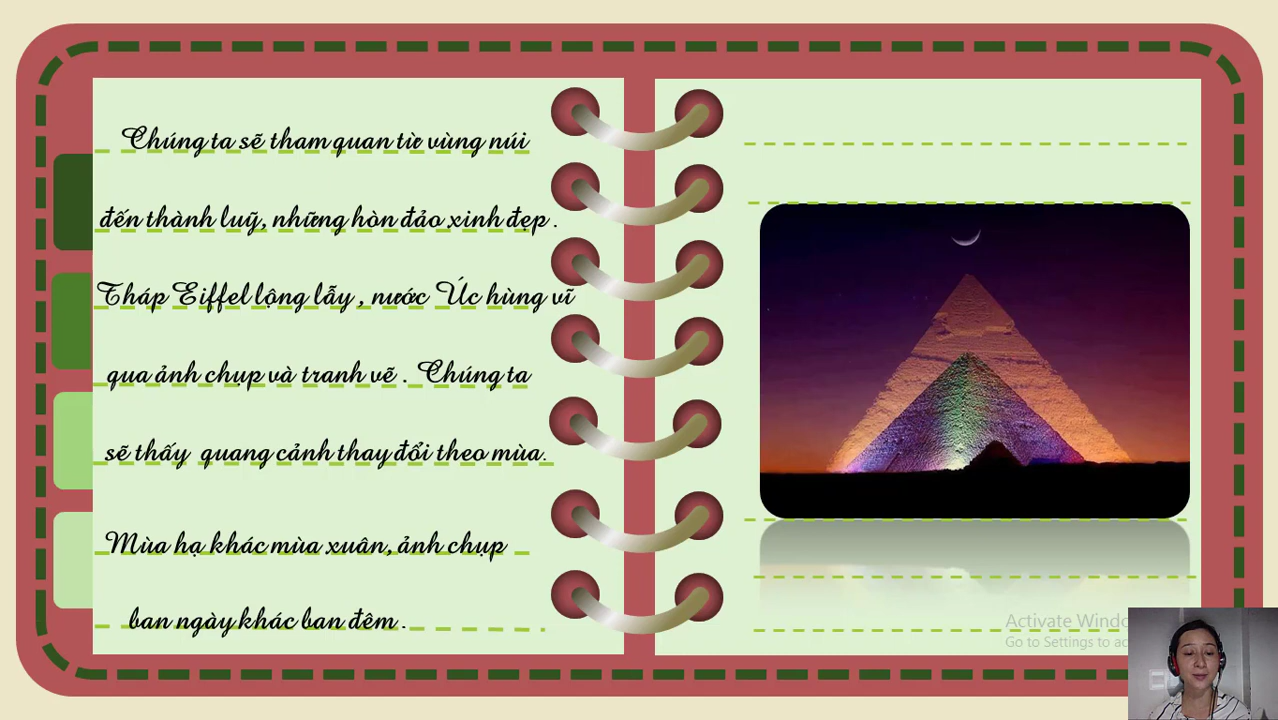 Chúng ta sẽ tham quan từ vùng núi
đến thành luỹ, những hòn đảo xinh đẹp .
Tháp Eiffel lộng lẫy , nước Úc hùng vĩ
qua ảnh chụp và tranh vẽ . Chúng ta
sẽ thấy quang cảnh thay đổi theo mùa.
Mùa hạ khác mùa xuân, ảnh chụp
ban ngày khác ban đêm .
Activate Windo
Go to Settings to ac